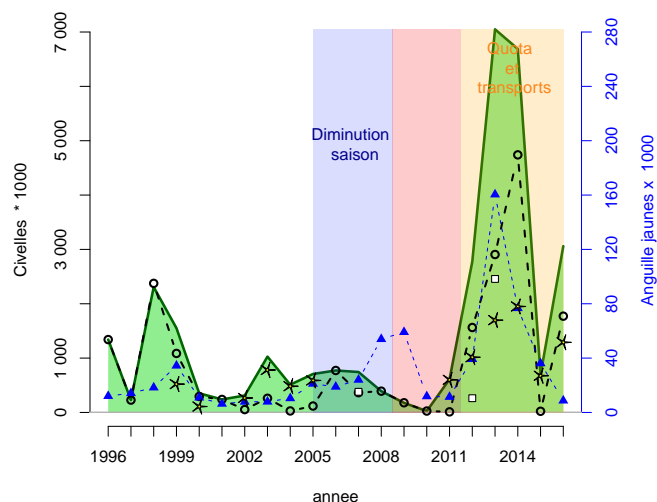 Quota
et
transports
Diminution
saison
7 000
5 000
3 000
1 000
0
Civelles * 1000
280
240
200
160
120
80
40
0
Anguille jaunes x 1000
1996 1999 2002 2005 2008 2011 2014
annee